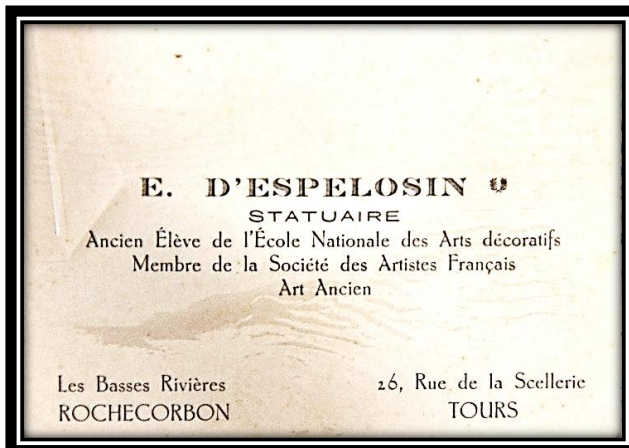 E. D'ESPELOSIN
STATUAIRE
Ancien Élève de l'École Nationale des Arts décoratifs
Membre de la Société des Artistes Français
Art Ancien
Les Basses Rivières
ROCHECORBON
26, Rue de la Scellerie
TOURS